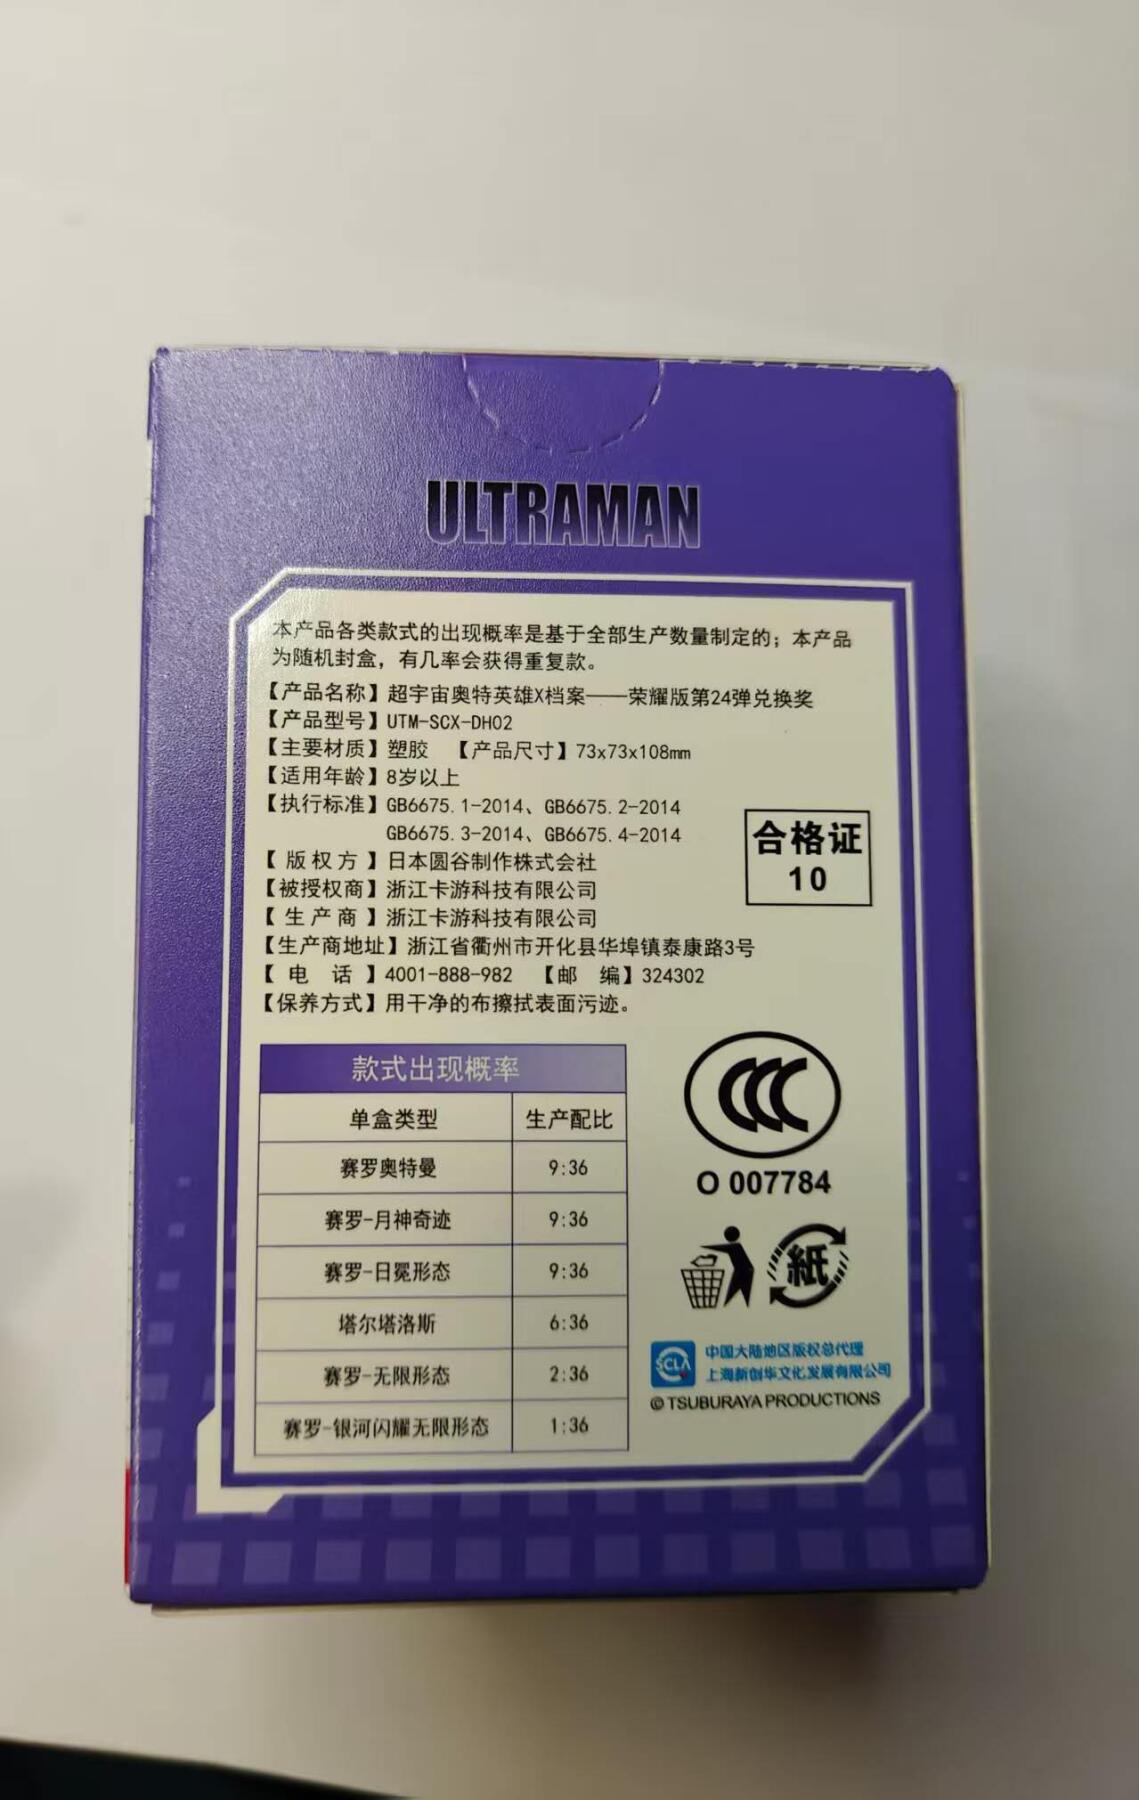 ULTRAMAN
本产品各类款式的出现概率是基于全部生产数量制定的；本产品
为随机封盒，有几率会获得重复款。
【产品名称】超宇宙奥特英雄X档案——荣耀版第24弹兑换奖
【产品型号】UTM-SCX-DH02
【主要材质】塑胶 【产品尺寸】73x73x108mm
【适用年龄】8岁以上
【执行标准】GB6675.1-2014、GB6675.2-2014
GB6675.3-2014、GB6675.4-2014
【版权方】日本圆谷制作株式会社
【被授权商】浙江卡游科技有限公司
【生产商】浙江卡游科技有限公司
【生产商地址】浙江省衢州市开化县华埠镇泰康路3号
【电 话】4001-888-982 【邮 编】324302
【保养方式】用干净的布擦拭表面污迹。
合格证
10
款式出现概率
单盒类型 生产配比
赛罗奥特曼 9:36
赛罗-月神奇迹 9:36
赛罗-日冕形态 9:36
塔尔塔洛斯 6:36
赛罗-无限形态 2:36
赛罗-银河闪耀无限形态 1:36
CCC
O 007784
紙
SCLA
中国大陆地区版权总代理
上海新创华文化发展有限公司
© TSUBURAYA PRODUCTIONS